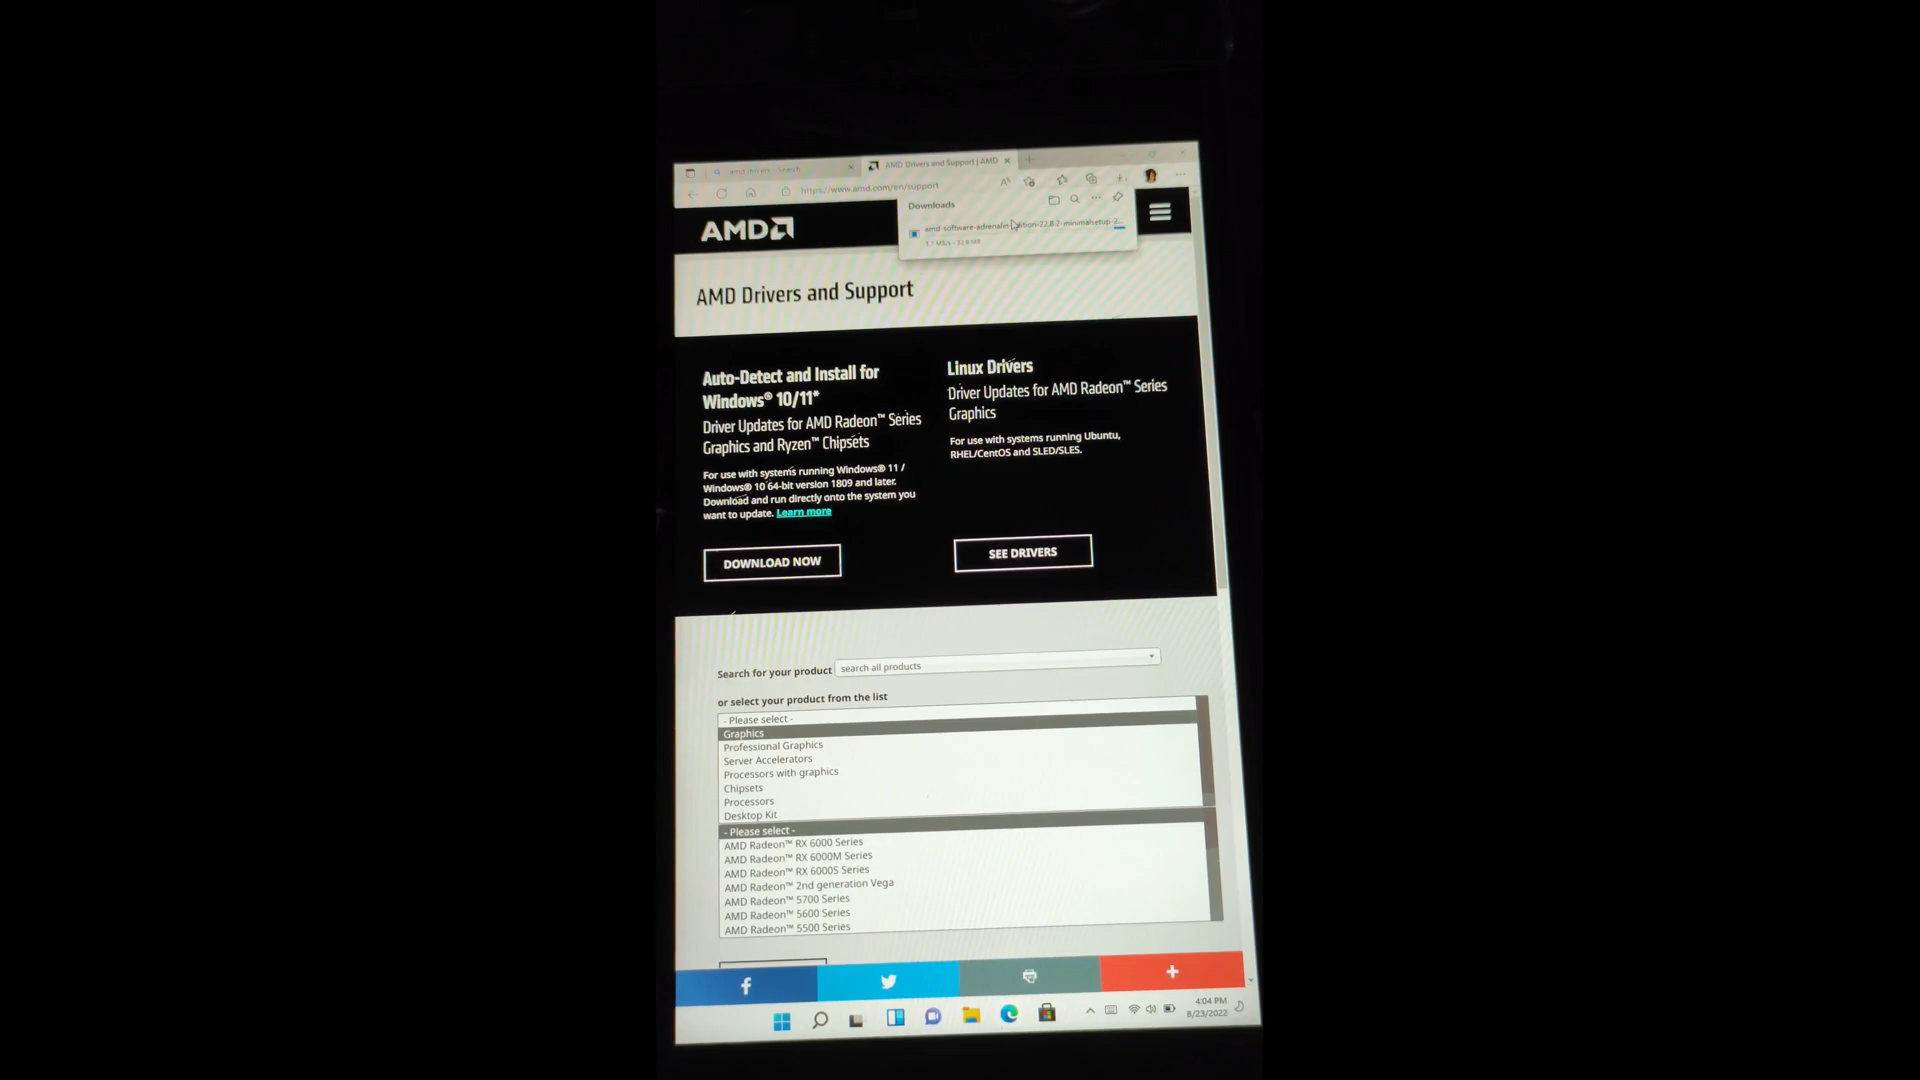 amd drivers - Search
AMD Drivers and Support | AMD
https://www.amd.com/en/support
Downloads
22.8.2-minimalsetup-2...
AMD
AMD Drivers and Support
Auto-Detect and Install for
Windows® 10/11*
Driver Updates for AMD Radeon™ Series
Graphics and Ryzen™ Chipsets
For use with systems running Windows® 11 /
Windows® 10 64-bit version 1809 and later.
Download and run directly onto the system you
want to update. Learn more
DOWNLOAD NOW
Linux Drivers
Driver Updates for AMD Radeon™ Series
Graphics
For use with systems running Ubuntu,
RHEL/CentOS and SLED/SLES.
SEE DRIVERS
Search for your product search all products
or select your product from the list
- Please select -
Graphics
Professional Graphics
Server Accelerators
Processors with graphics
Chipsets
Processors
Desktop Kit
- Please select -
AMD Radeon™ RX 6000 Series
AMD Radeon™ RX 6000M Series
AMD Radeon™ RX 6000S Series
AMD Radeon™ 2nd generation Vega
AMD Radeon™ 5700 Series
AMD Radeon™ 5600 Series
AMD Radeon™ 5500 Series
4:04 PM
8/23/2022